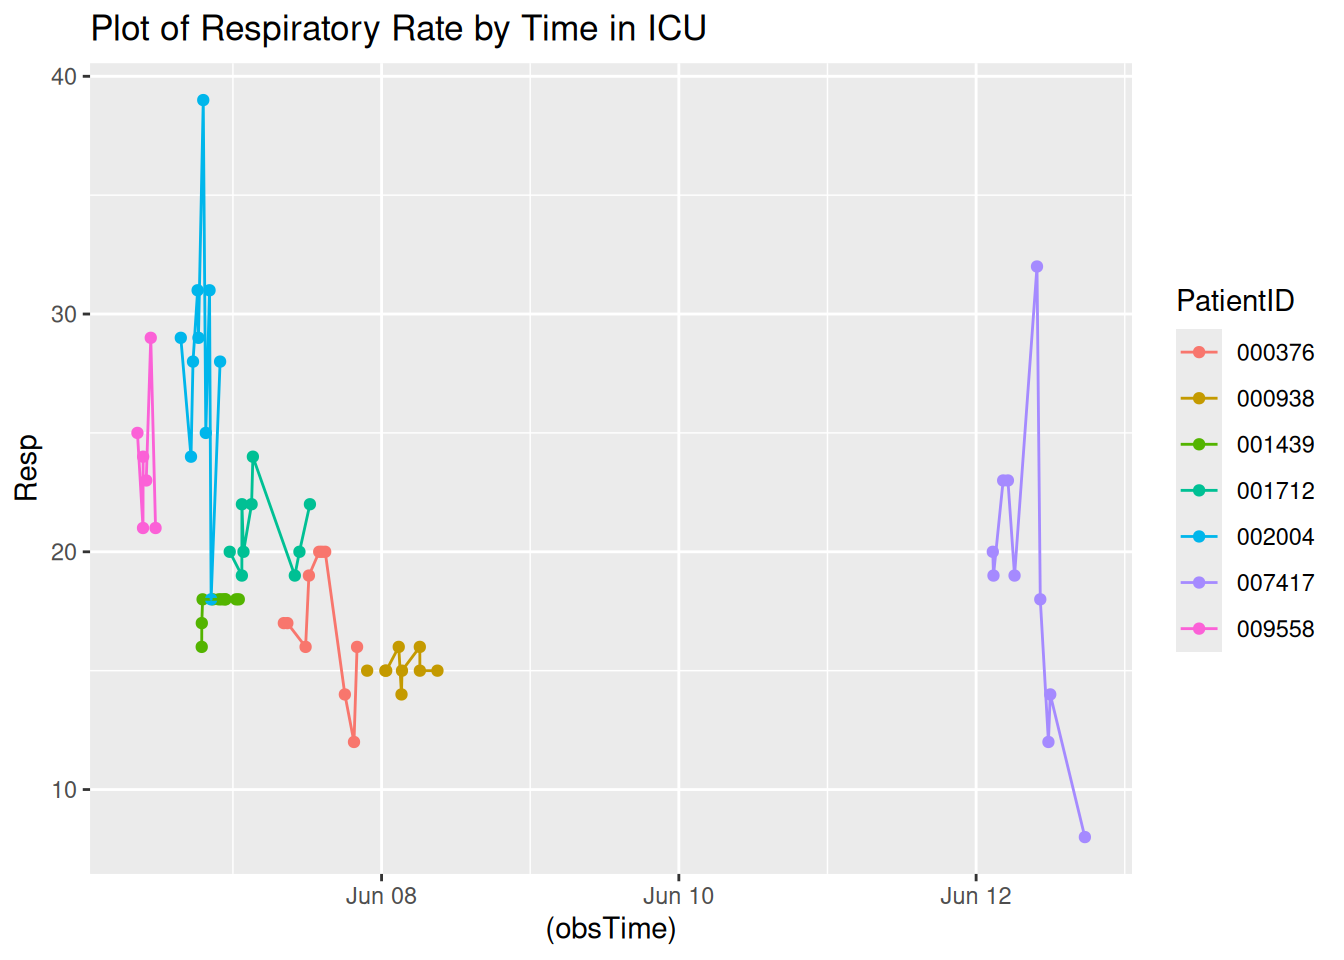 Plot of Respiratory Rate by Time in ICU
40
30
20
10
Resp
Jun 08
Jun 10
Jun 12
(obsTime)
PatientID
000376
000938
001439
001712
002004
007417
009558